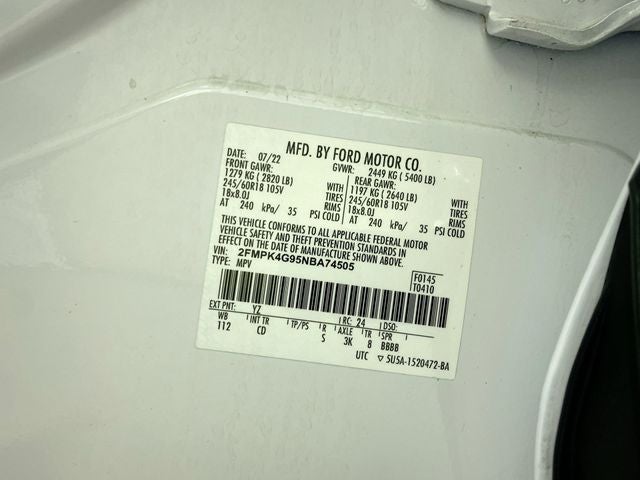 MFD. BY FORD MOTOR CO.
DATE: 07/22 GVWR: 2449 KG (5400 LB)
FRONT GAWR: REAR GAWR:
1279 KG (2820 LB) 1197 KG (2640 LB)
245/60R18 105V TIRES 245/60R18 105V TIRES
18x8.0J RIMS 18x8.0J RIMS
AT 240 kPa/ 35 PSI COLD AT 240 kPa/ 35 PSI COLD
THIS VEHICLE CONFORMS TO ALL APPLICABLE FEDERAL MOTOR
VEHICLE SAFETY AND THEFT PREVENTION STANDARDS IN
EFFECT ON THE DATE OF MANUFACTURE SHOWN ABOVE.
VIN: 2FMPK4G95NBA74505 F0145
TYPE: MPV T0410
EXT PNT: YZ RC: 24 DSO:
WB INT TR TP/PS R AXLE TR SPR
112 CD S 3K 8 BBBB
UTC ▽ 5U5A-1520472-BA